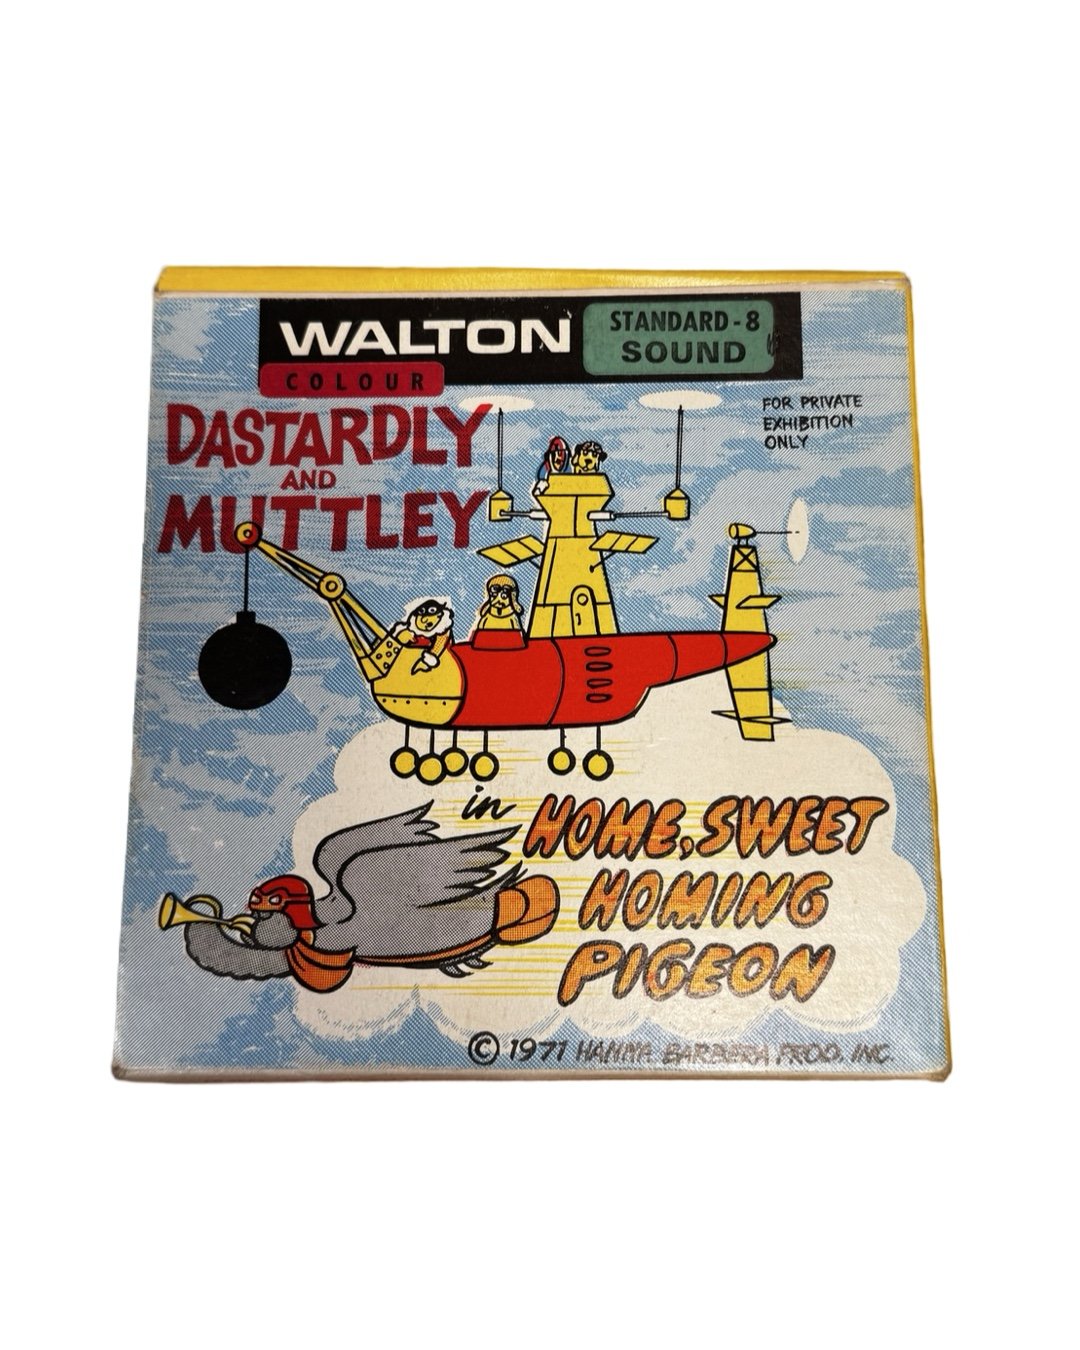 WALTON
STANDARD-8
SOUND
COLOUR
FOR PRIVATE
EXHIBITION
ONLY
DASTARDLY
AND
MUTTLEY
in HOME, SWEET
HOMING
PIGEON
© 1971 HANNA BARBERA PROD. INC.